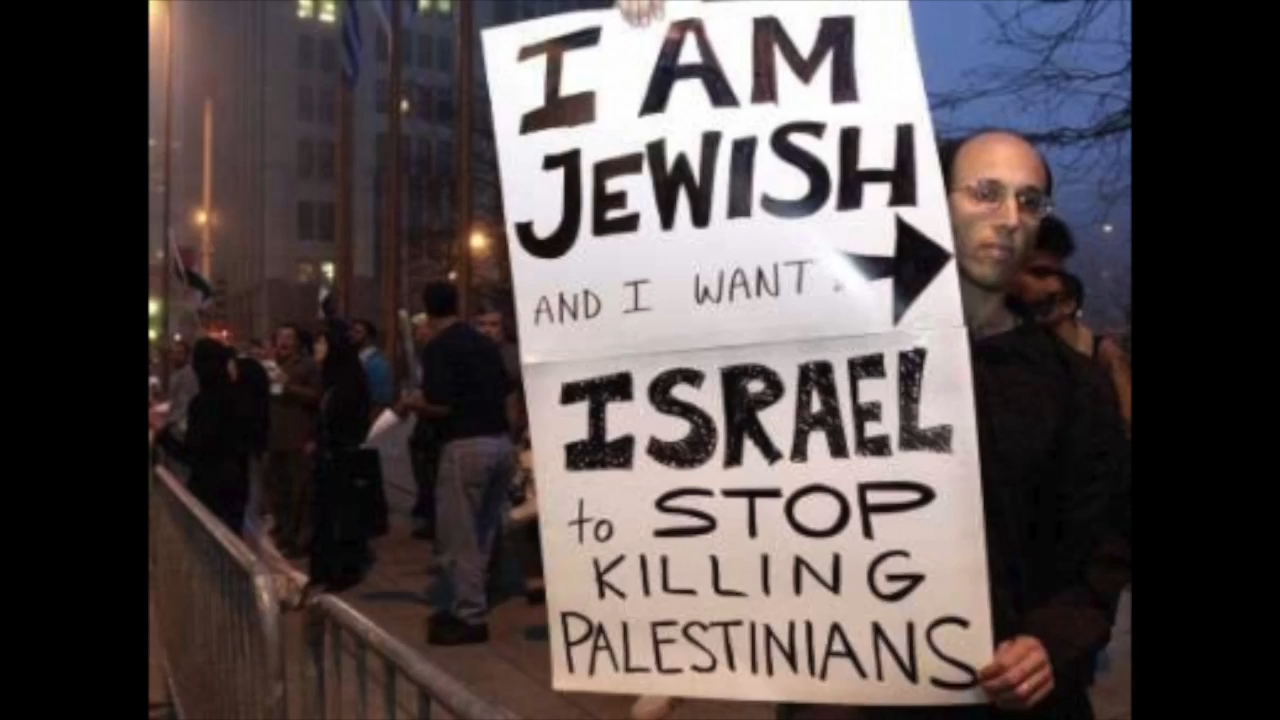 I AM
JEWISH
AND I WANT
ISRAEL
to STOP
KILLING
PALESTINIANS